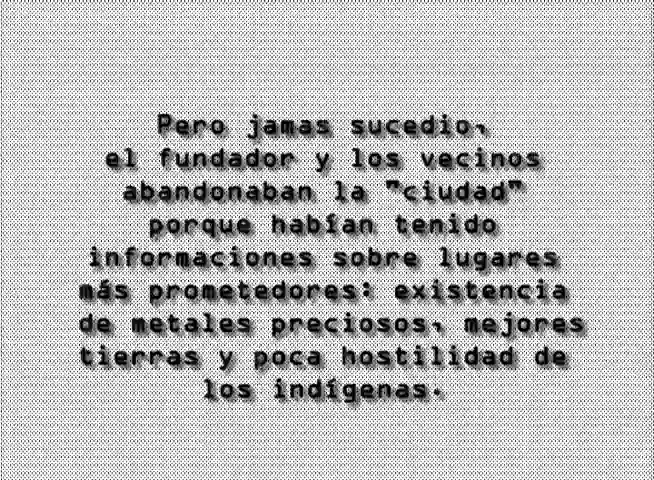 Pero jamas sucedio,
el fundador y los vecinos
abandonaban la "ciudad"
porque habían tenido
informaciones sobre lugares
más prometedores: existencia
de metales preciosos, mejores
tierras y poca hostilidad de
los indígenas.